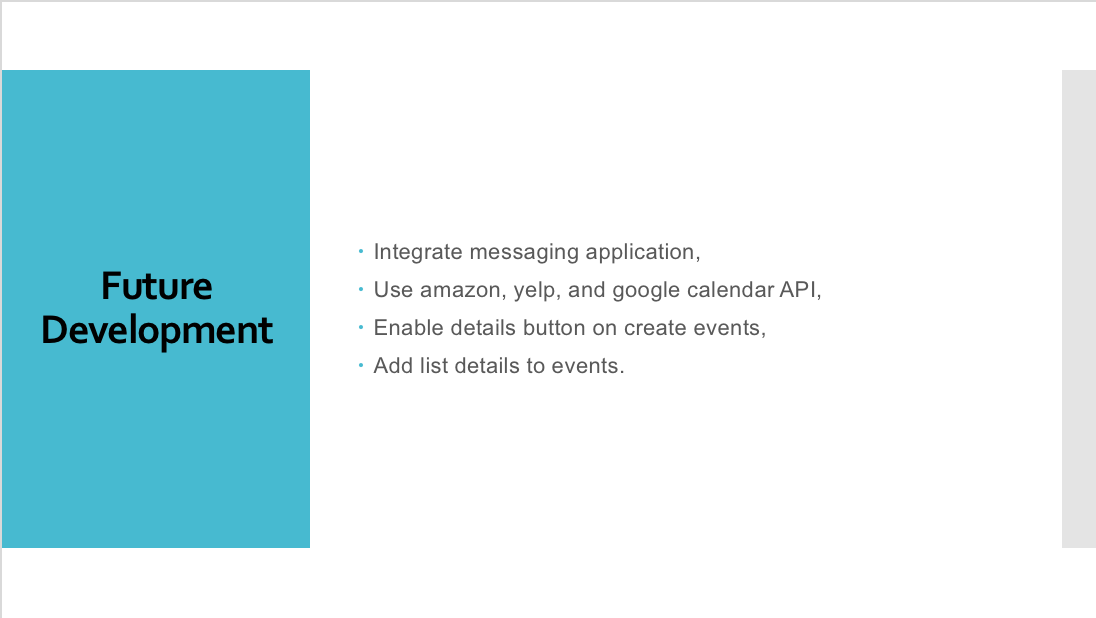 Future
Development
• Integrate messaging application,
• Use amazon, yelp, and google calendar API,
• Enable details button on create events,
• Add list details to events.